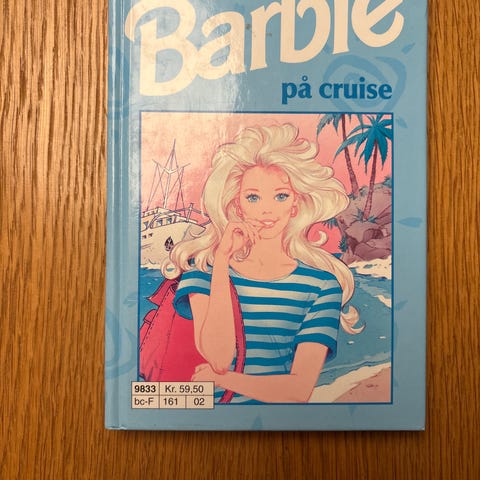 Barbie
på cruise
9833 Kr. 59,50
bc-F 161 02